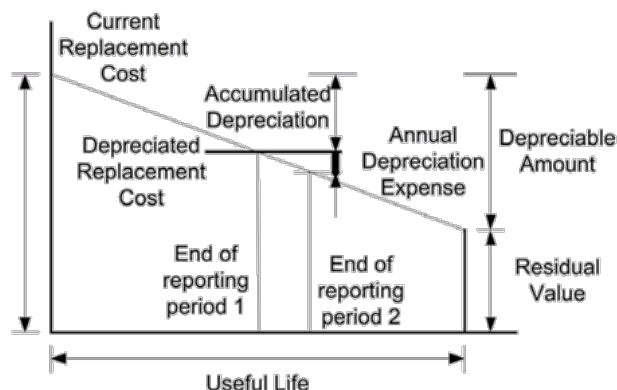 Current
Replacement
Cost
Accumulated
Depreciation
Depreciated
Replacement
Cost
Annual
Depreciation
Expense
Depreciable
Amount
End of
reporting
period 1
End of
reporting
period 2
Residual
Value
Useful Life